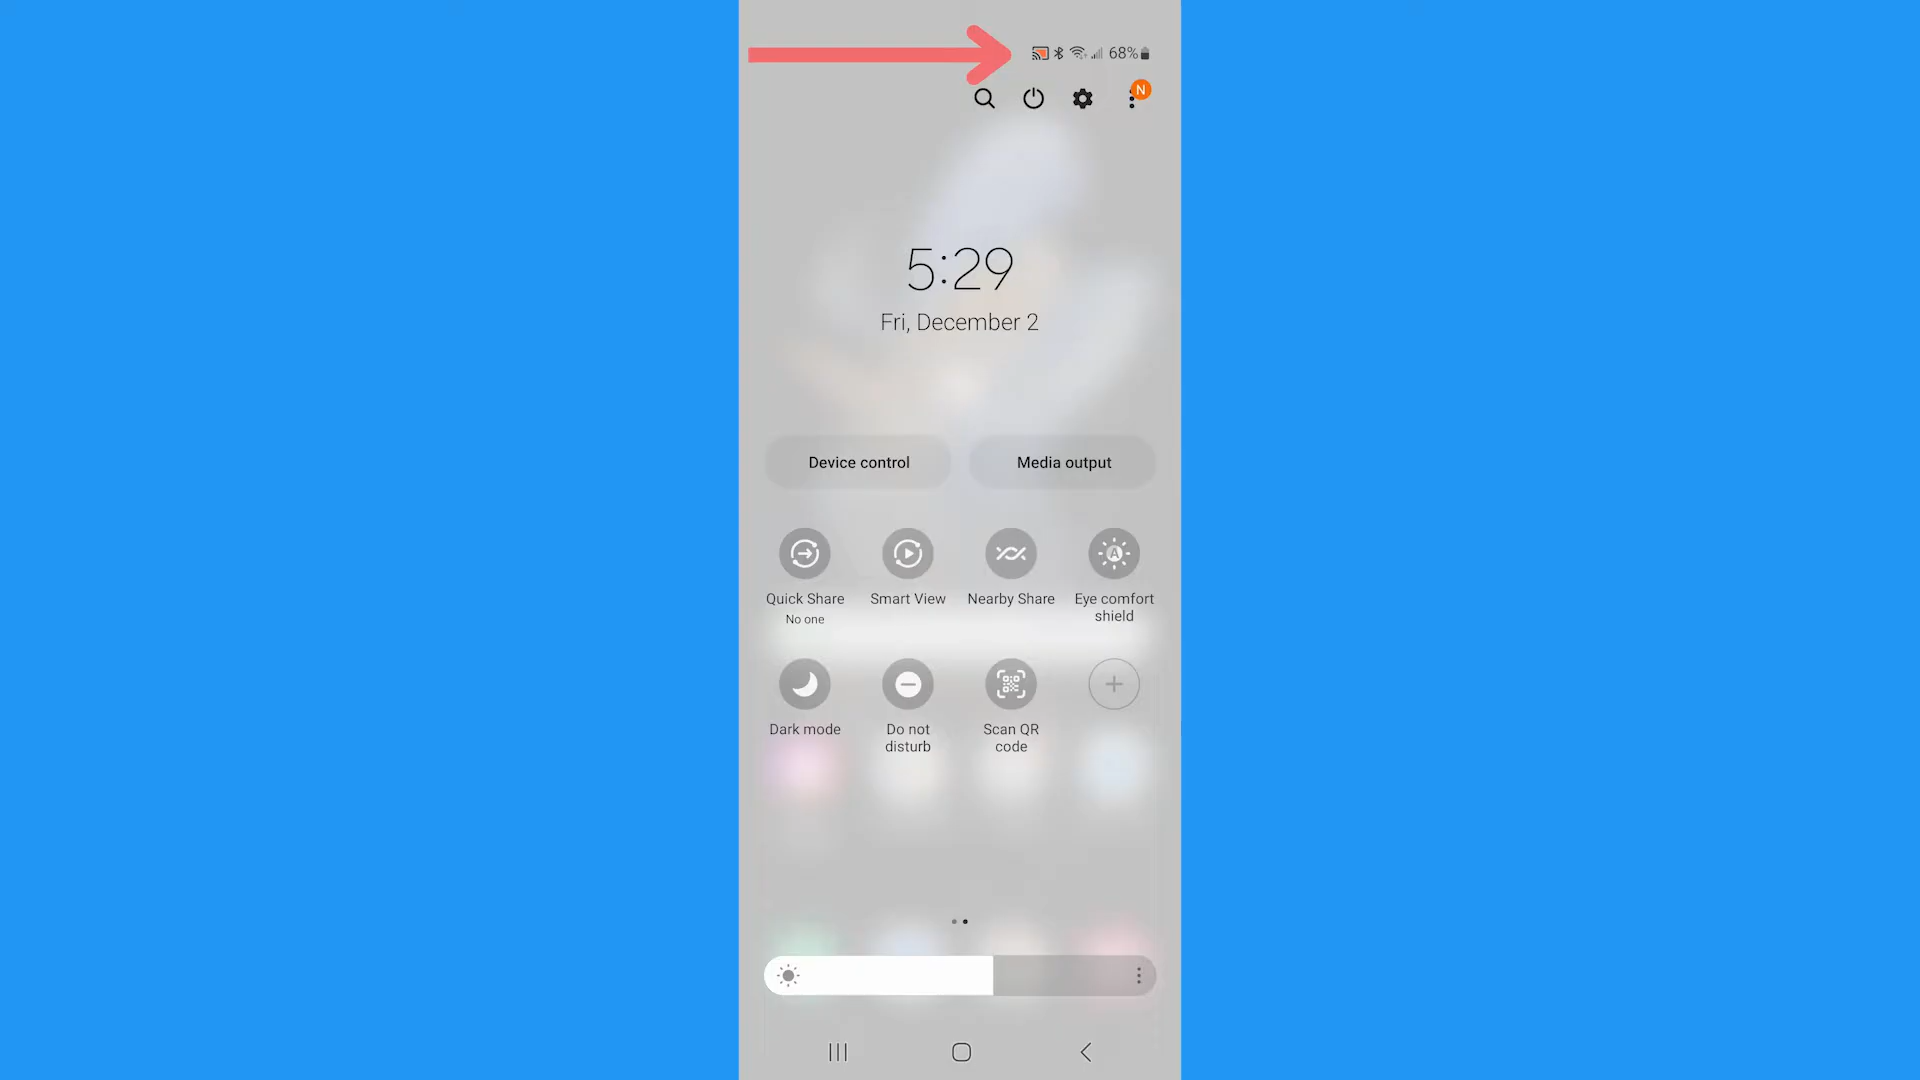 68%
N
5:29
Fri, December 2
Device control
Media output
Quick Share
No one
Smart View
Nearby Share
Eye comfort
shield
Dark mode
Do not
disturb
Scan QR
code